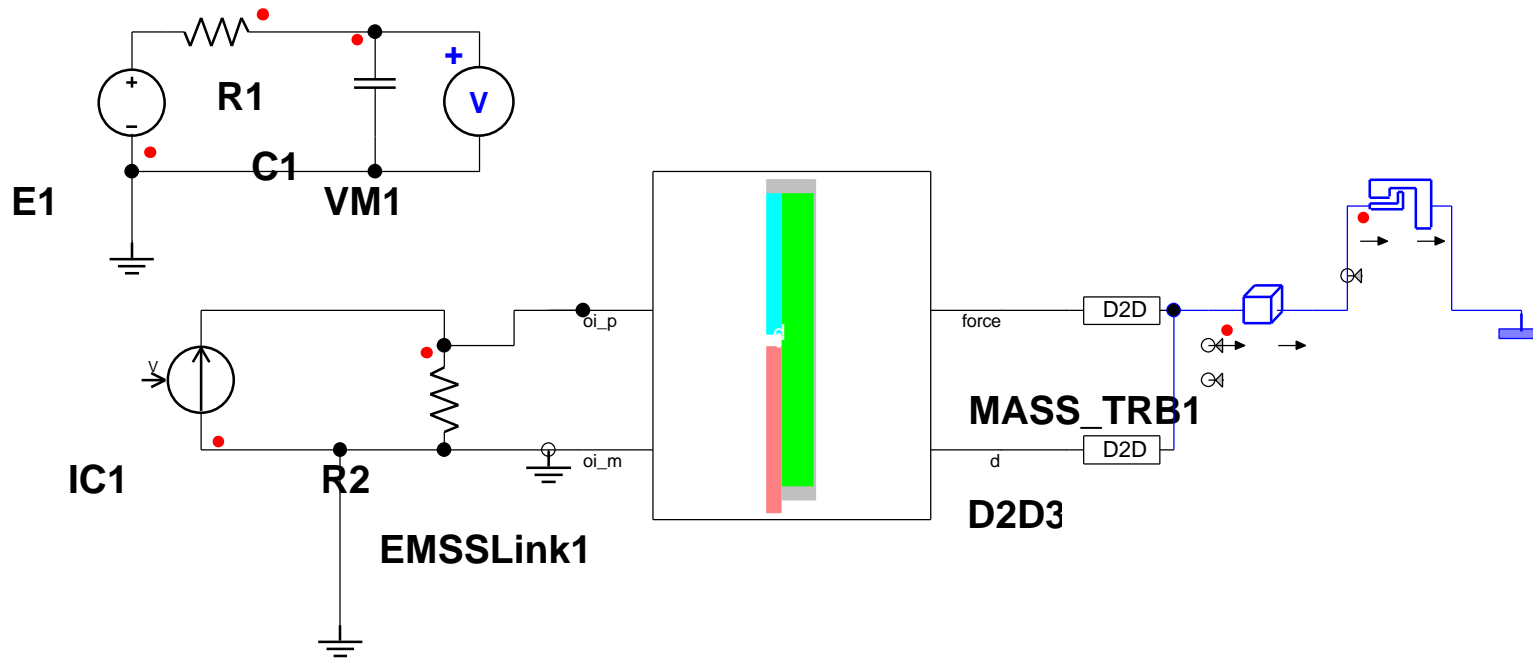 +
V
+
−
R1
C1
E1
VM1
oi_p
force
D2D
y
MASS_TRB1
D2D
oi_m
d
IC1
R2
D2D3
EMSSLink1